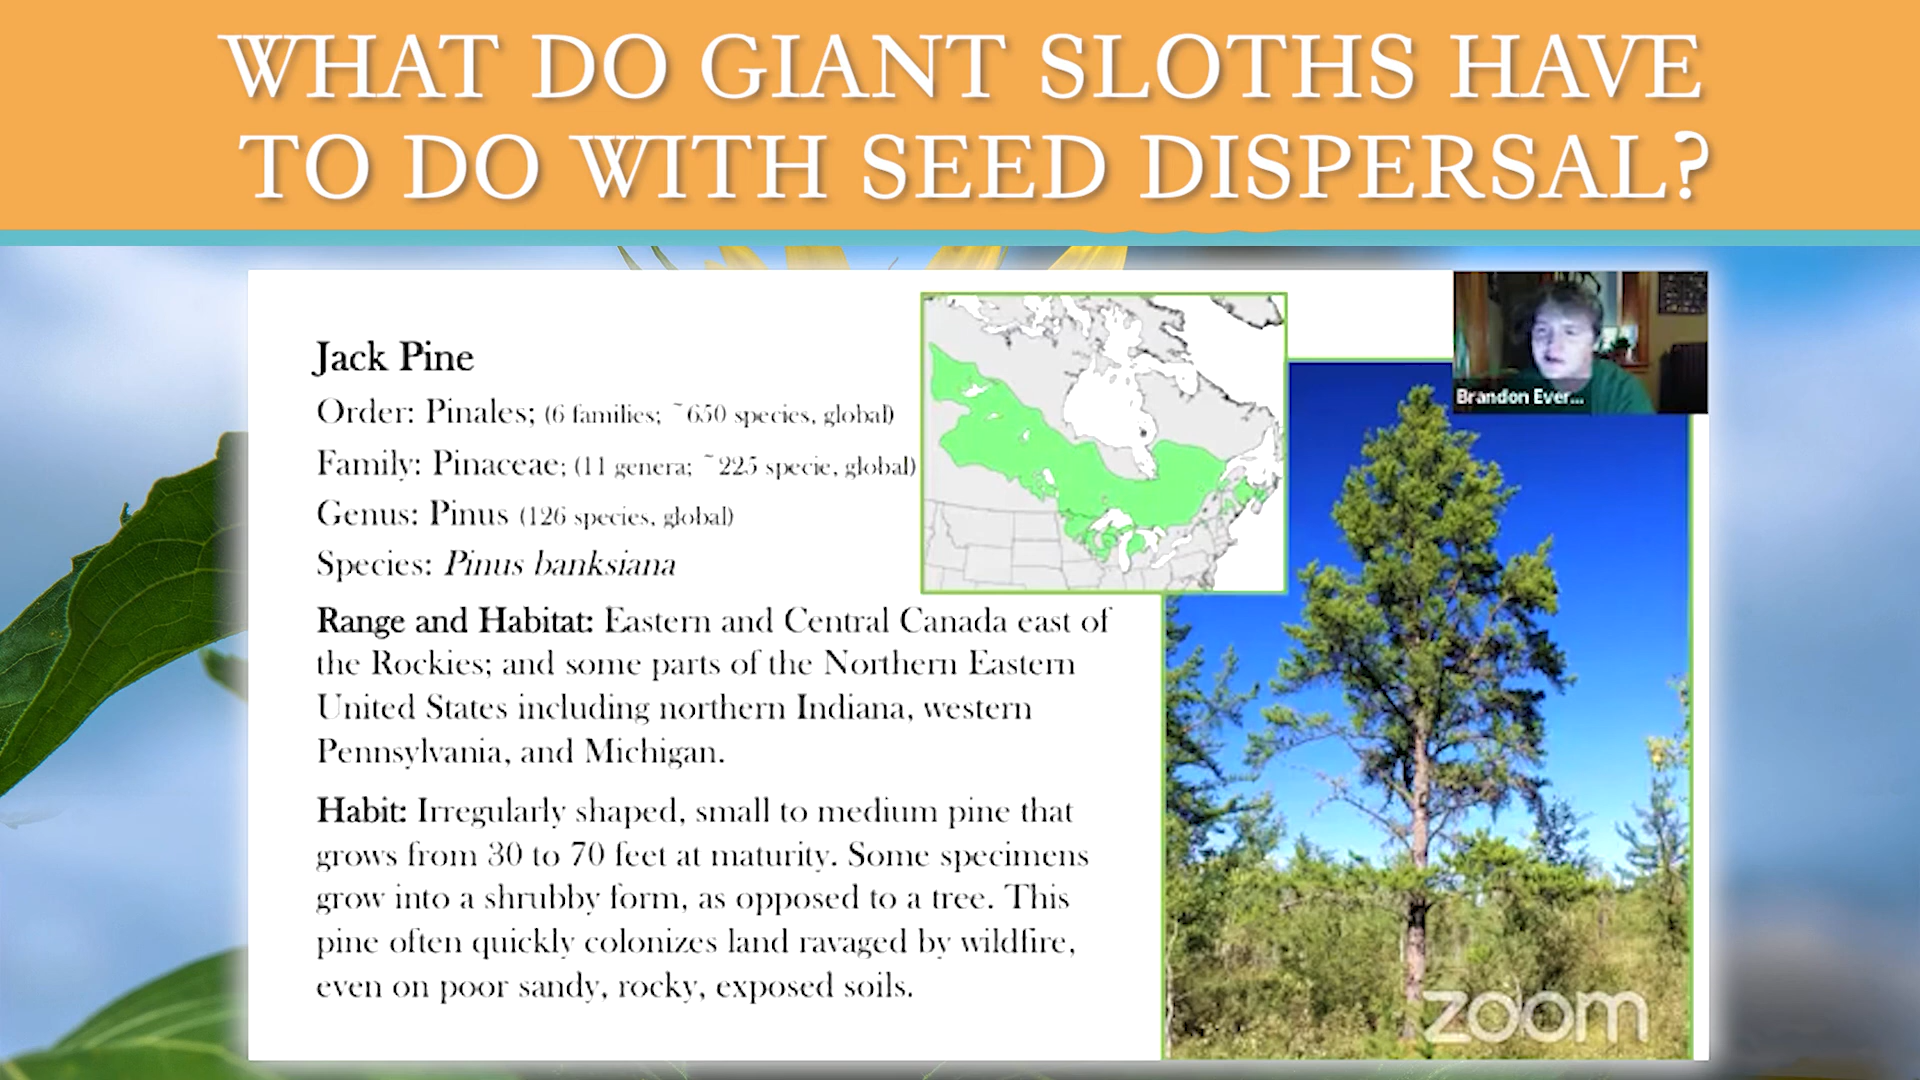 WHAT DO GIANT SLOTHS HAVE
TO DO WITH SEED DISPERSAL?
Jack Pine
Order: Pinales; (6 families; ~650 species, global)
Family: Pinaceae; (11 genera; ~225 specie, global)
Genus: Pinus (126 species, global)
Species: Pinus banksiana
Range and Habitat: Eastern and Central Canada east of
the Rockies; and some parts of the Northern Eastern
United States including northern Indiana, western
Pennsylvania, and Michigan.
Habit: Irregularly shaped, small to medium pine that
grows from 30 to 70 feet at maturity. Some specimens
grow into a shrubby form, as opposed to a tree. This
pine often quickly colonizes land ravaged by wildfire,
even on poor sandy, rocky, exposed soils.
Brandon Ever...
zoom